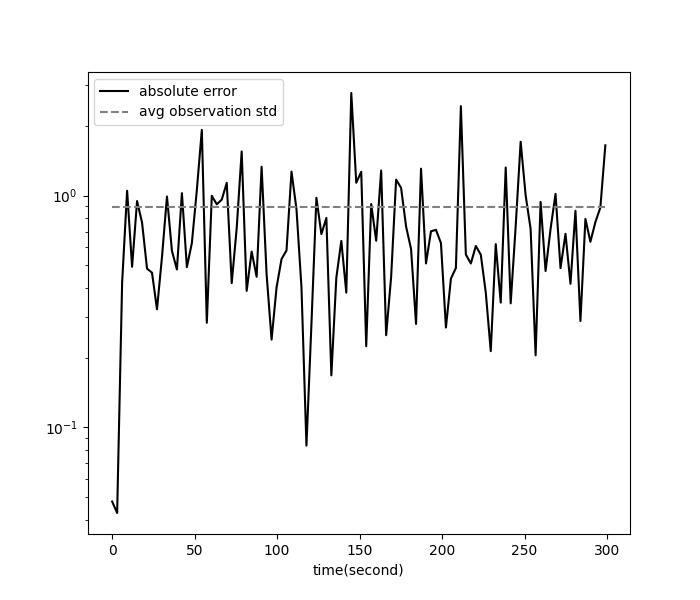 absolute error
avg observation std
10⁰
10⁻¹
0 50 100 150 200 250 300
time(second)